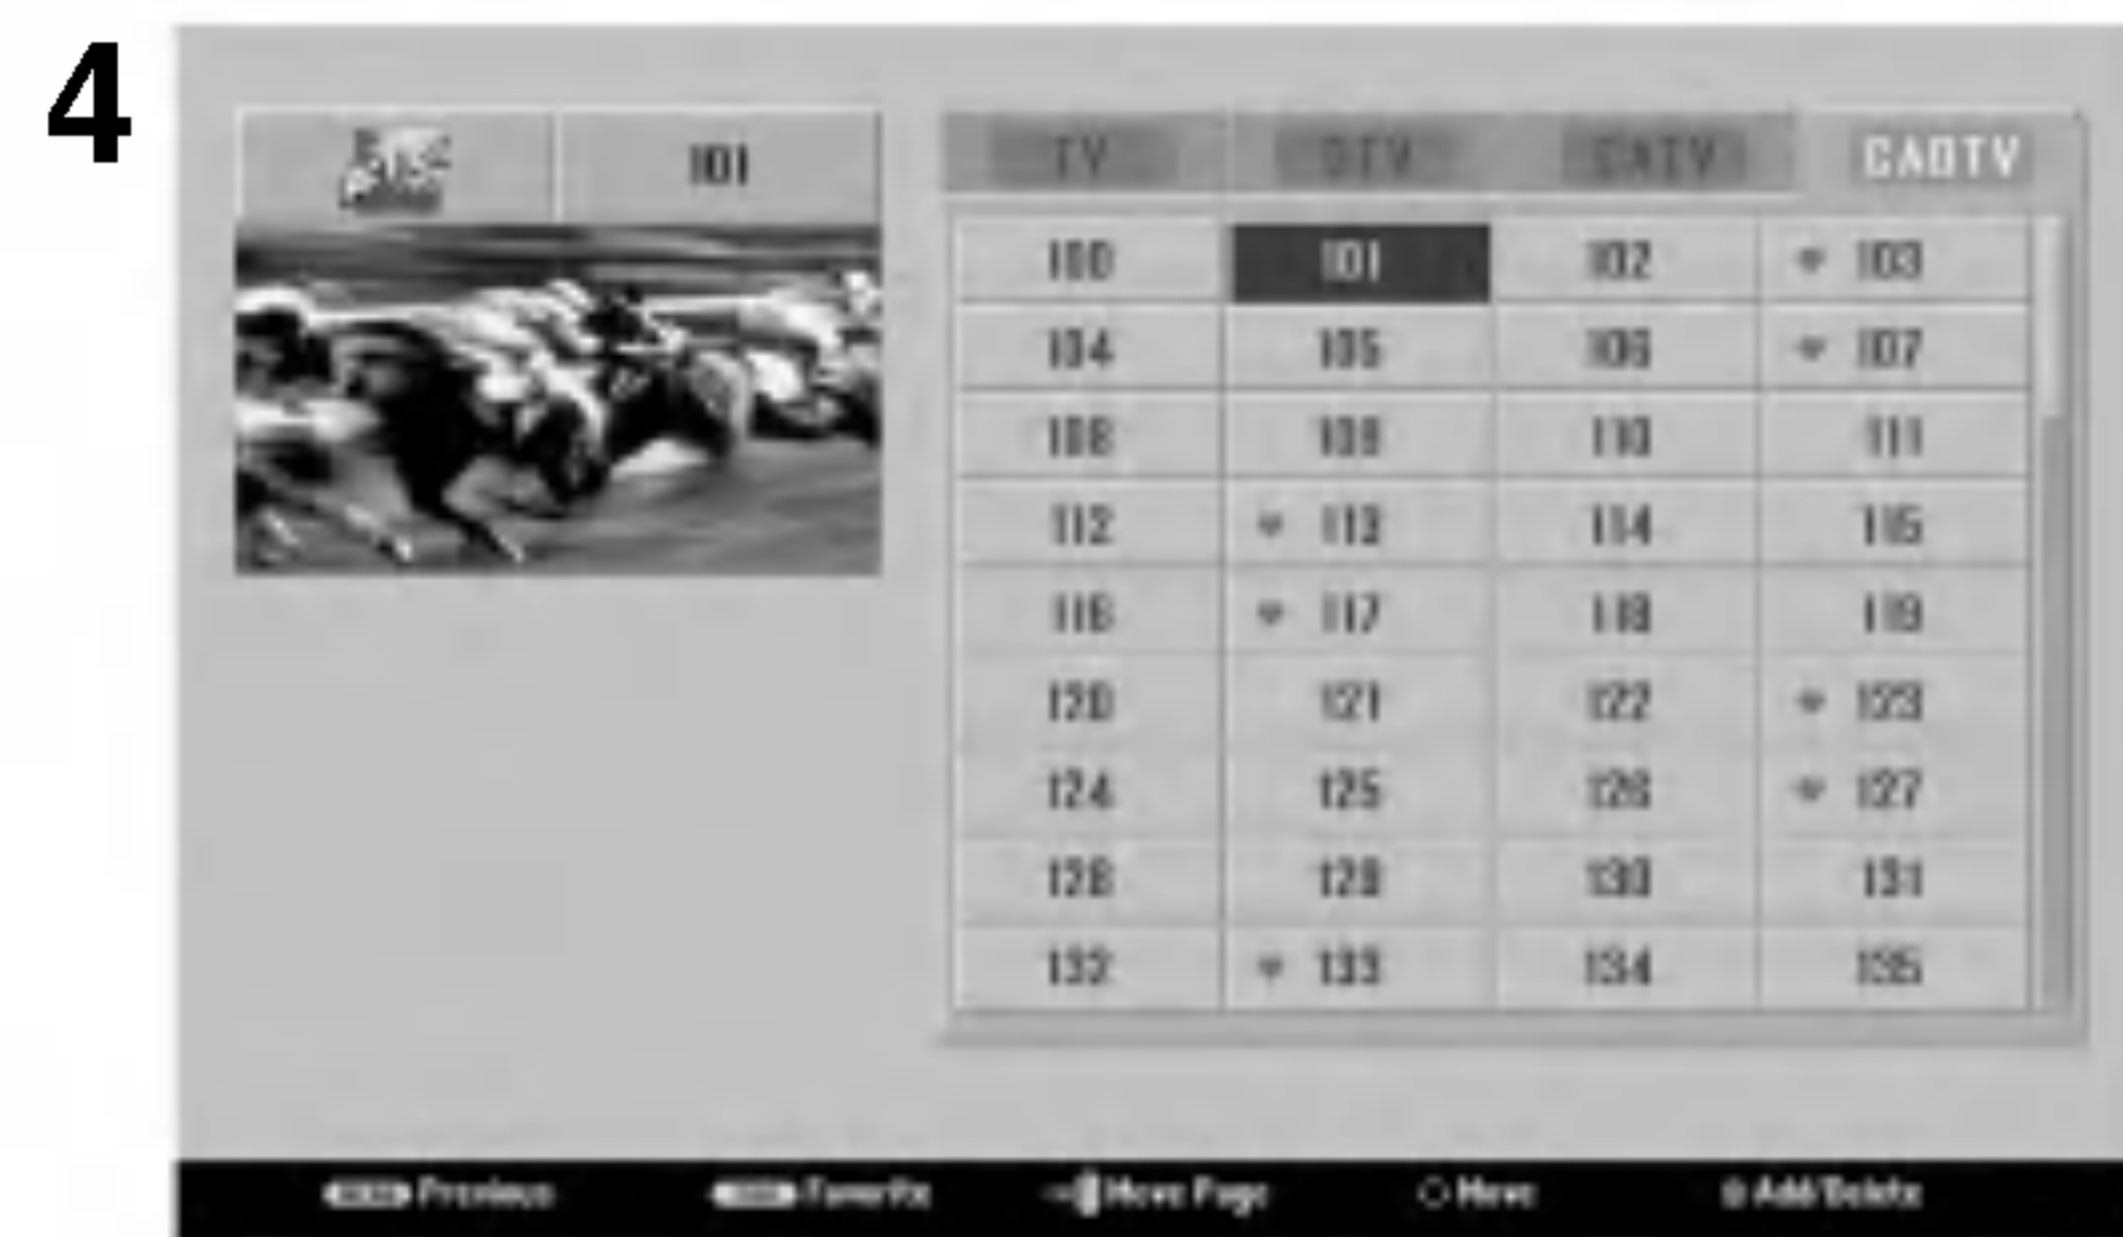 4
101
TV DTV CATV CADTV
100 101 102 103
104 105 106 107
108 109 110 111
112 113 114 115
116 117 118 119
120 121 122 123
124 125 126 127
128 129 130 131
132 133 134 135
Previous Favorite Move Page Move Add/Delete